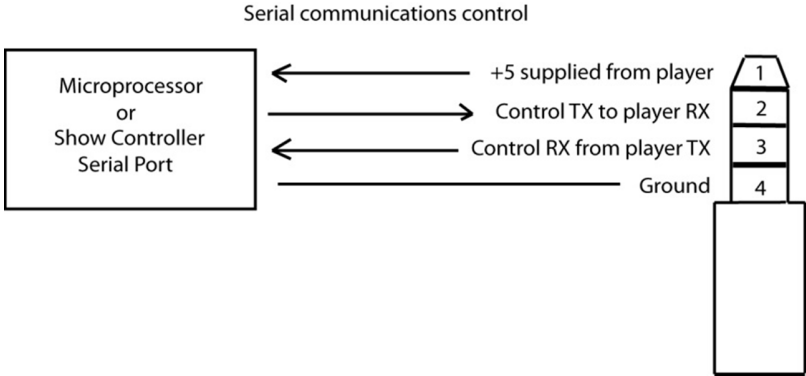 Serial communications control
Microprocessor
or
Show Controller
Serial Port
+5 supplied from player
Control TX to player RX
Control RX from player TX
Ground
1
2
3
4